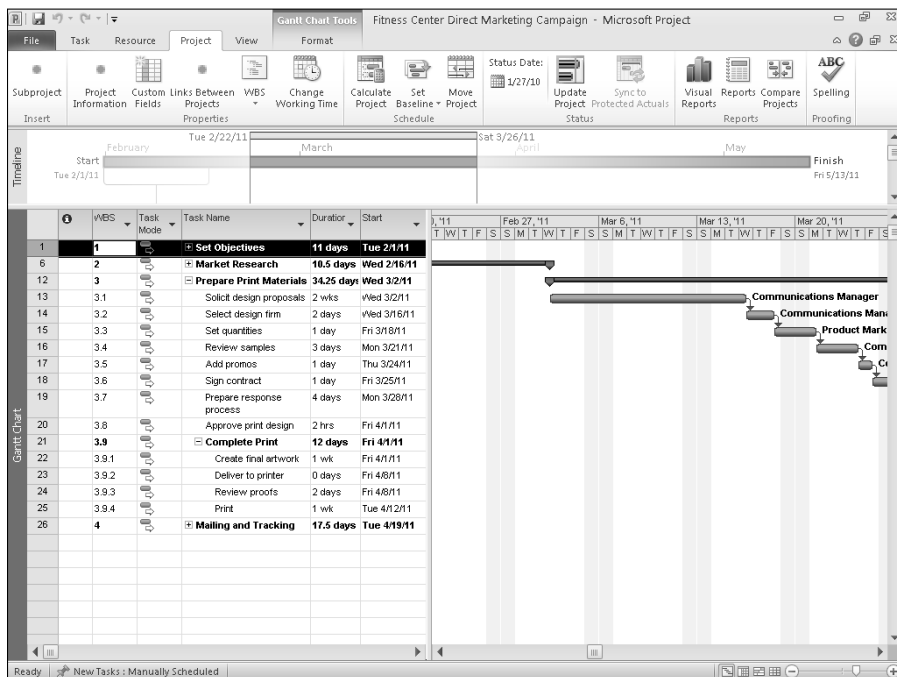 Gantt Chart Tools
Fitness Center Direct Marketing Campaign - Microsoft Project
File Task Resource Project View Format
Subproject
Project Information
Custom Fields
Links Between Projects
WBS
Change Working Time
Calculate Project
Set Baseline
Move Project
Status Date:
1/27/10
Update Project
Sync to Protected Actuals
Visual Reports
Reports
Compare Projects
ABC
Spelling
Insert Properties Schedule Status Reports Proofing
Timeline
Tue 2/22/11 Sat 3/26/11
February March April May
Start Finish
Tue 2/1/11 Fri 5/13/11
WBS Task Mode Task Name Duration Start
, '11 Feb 27, '11 Mar 6, '11 Mar 13, '11 Mar 20, '11
T W T F S S M T W T F S S M T W T F S S M T W T F S S M T W T F S
1 1 Set Objectives 11 days Tue 2/1/11
6 2 Market Research 10.5 days Wed 2/16/11
12 3 Prepare Print Materials 34.25 days Wed 3/2/11
13 3.1 Solicit design proposals 2 wks Wed 3/2/11 Communications Manager
14 3.2 Select design firm 2 days Wed 3/16/11 Communications Mana
15 3.3 Set quantities 1 day Fri 3/18/11 Product Mark
16 3.4 Review samples 3 days Mon 3/21/11 Com
17 3.5 Add promos 1 day Thu 3/24/11 C
18 3.6 Sign contract 1 day Fri 3/25/11
19 3.7 Prepare response process 4 days Mon 3/28/11
20 3.8 Approve print design 2 hrs Fri 4/1/11
21 3.9 Complete Print 12 days Fri 4/1/11
22 3.9.1 Create final artwork 1 wk Fri 4/1/11
23 3.9.2 Deliver to printer 0 days Fri 4/8/11
24 3.9.3 Review proofs 2 days Fri 4/8/11
25 3.9.4 Print 1 wk Tue 4/12/11
26 4 Mailing and Tracking 17.5 days Tue 4/19/11
Gantt Chart
Ready New Tasks : Manually Scheduled